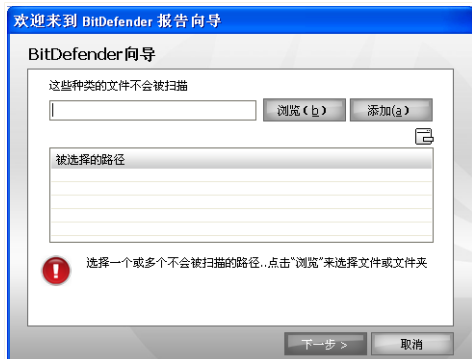 欢迎来到 BitDefender 报告向导
BitDefender向导
这些种类的文件不会被扫描
浏览(b) 添加(a)
被选择的路径
选择一个或多个不会被扫描的路径..点击"浏览"来选择文件或文件夹
下一步 > 取消